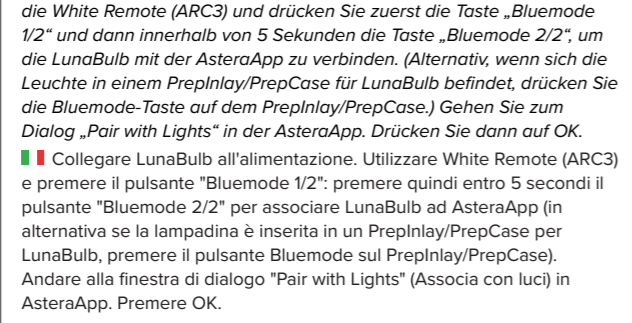 die White Remote (ARC3) und drücken Sie zuerst die Taste „Bluemode
1/2“ und dann innerhalb von 5 Sekunden die Taste „Bluemode 2/2“, um
die LunaBulb mit der AsteraApp zu verbinden. (Alternativ, wenn sich die
Leuchte in einem PrepInlay/PrepCase für LunaBulb befindet, drücken Sie
die Bluemode-Taste auf dem PrepInlay/PrepCase.) Gehen Sie zum
Dialog „Pair with Lights“ in der AsteraApp. Drücken Sie dann auf OK.
Collegare LunaBulb all'alimentazione. Utilizzare White Remote (ARC3)
e premere il pulsante "Bluemode 1/2": premere quindi entro 5 secondi il
pulsante "Bluemode 2/2" per associare LunaBulb ad AsteraApp (in
alternativa se la lampadina è inserita in un PrepInlay/PrepCase per
LunaBulb, premere il pulsante Bluemode sul PrepInlay/PrepCase).
Andare alla finestra di dialogo "Pair with Lights" (Associa con luci) in
AsteraApp. Premere OK.